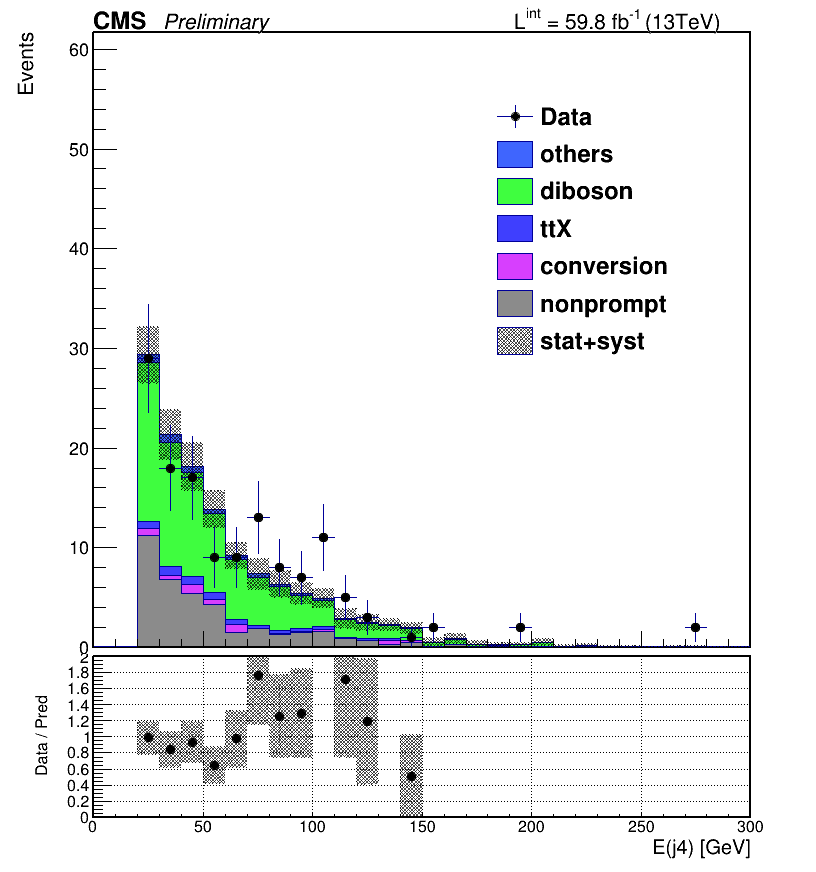 CMS Preliminary L^int = 59.8 fb^-1 (13TeV)
Events
60
50
40
30
20
10
0
Data
others
diboson
ttX
conversion
nonprompt
stat+syst
Data / Pred
2
1.8
1.6
1.4
1.2
1
0.8
0.6
0.4
0.2
0
0 50 100 150 200 250 300
E(j4) [GeV]